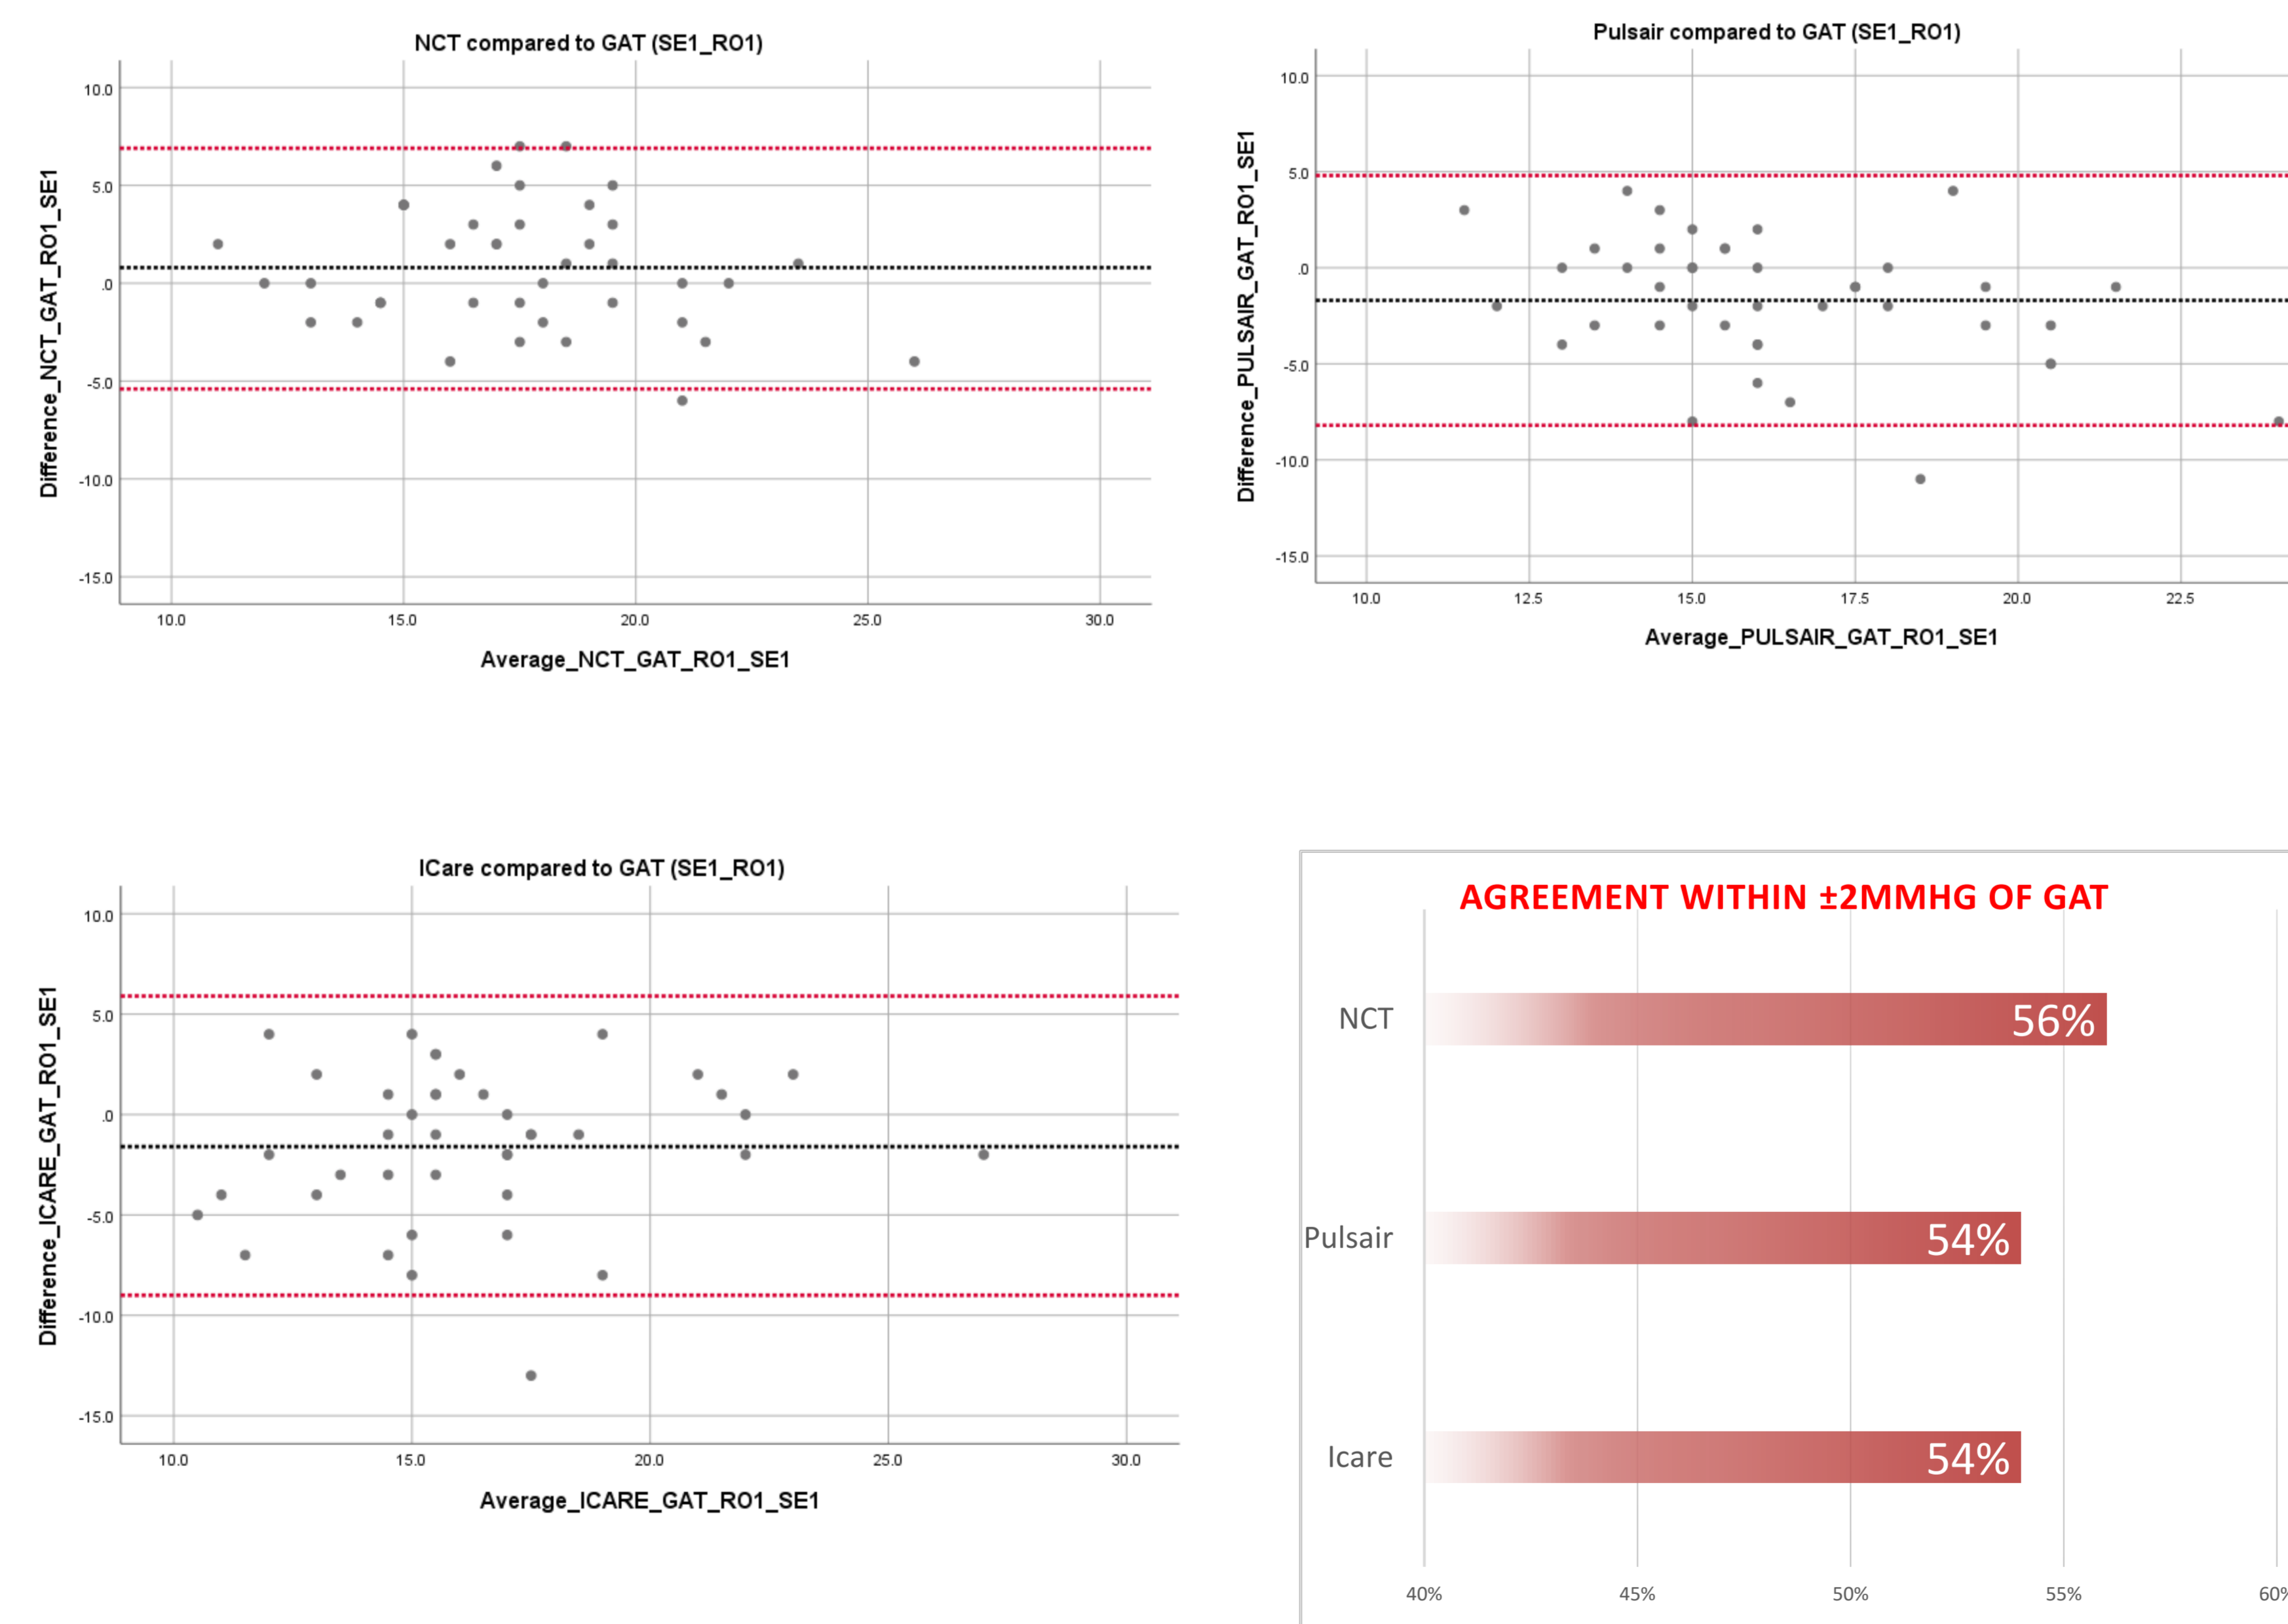 NCT compared to GAT (SE1_RO1)
Difference_NCT_GAT_RO1_SE1
10.0
5.0
.0
-5.0
-10.0
-15.0
10.0 15.0 20.0 25.0 30.0
Average_NCT_GAT_RO1_SE1
Pulsair compared to GAT (SE1_RO1)
Difference_PULSAIR_GAT_RO1_SE1
10.0
5.0
.0
-5.0
-10.0
-15.0
10.0 12.5 15.0 17.5 20.0 22.5
Average_PULSAIR_GAT_RO1_SE1
ICare compared to GAT (SE1_RO1)
Difference_ICARE_GAT_RO1_SE1
10.0
5.0
.0
-5.0
-10.0
-15.0
10.0 15.0 20.0 25.0 30.0
Average_ICARE_GAT_RO1_SE1
AGREEMENT WITHIN ±2MMHG OF GAT
NCT 56%
Pulsair 54%
Icare 54%
40% 45% 50% 55% 60%